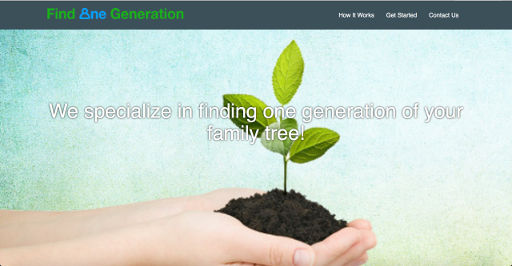 Find One Generation
How It Works
Get Started
Contact Us
We specialize in finding one generation of your
family tree!